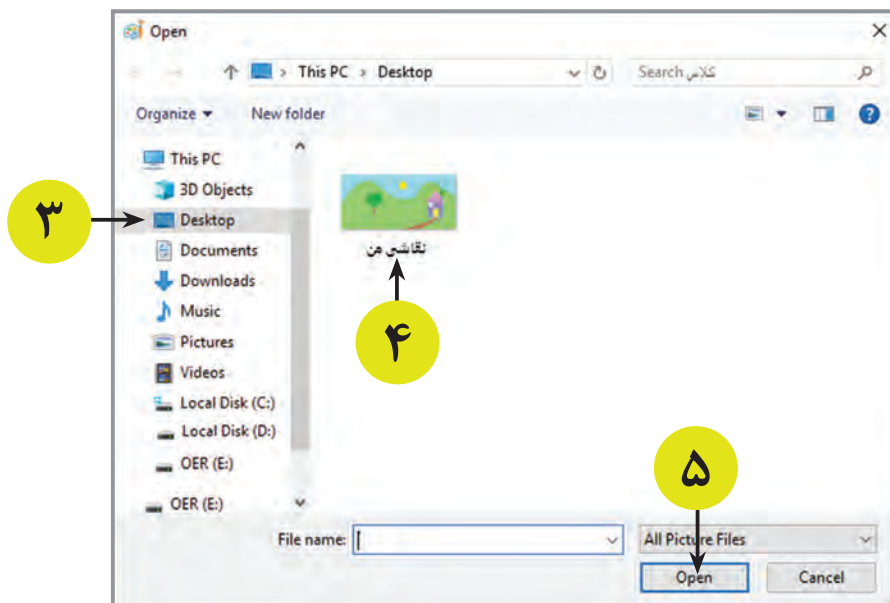 Open
This PC > Desktop
Search کلاس
Organize
New folder
This PC
3D Objects
۳
Desktop
Documents
Downloads
Music
Pictures
Videos
Local Disk (C:)
Local Disk (D:)
OER (E:)
OER (E:)
نقاشی من
۴
۵
File name:
All Picture Files
Open
Cancel